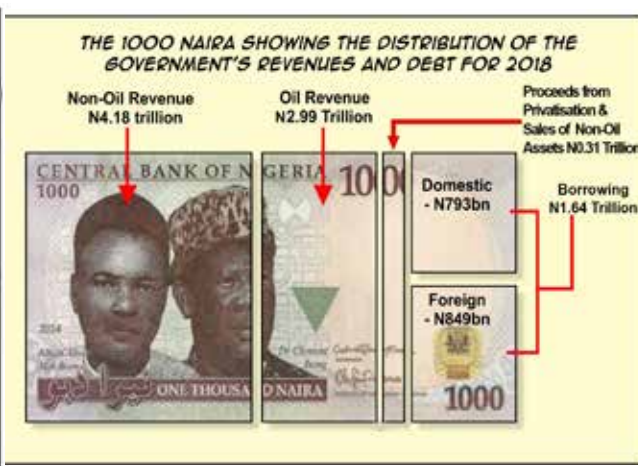 THE 1000 NAIRA SHOWING THE DISTRIBUTION OF THE
GOVERNMENT'S REVENUES AND DEBT FOR 2018
Non-Oil Revenue
N4.18 trillion
Oil Revenue
N2.99 Trillion
Proceeds from
Privatisation &
Sales of Non-Oil
Assets N0.31 Trillion
CENTRAL BANK OF NIGERIA
1000
1000
Domestic
- N793bn
Borrowing
N1.64 Trillion
Foreign
- N849bn
2014
ONE THOUSAND NAIRA
1000